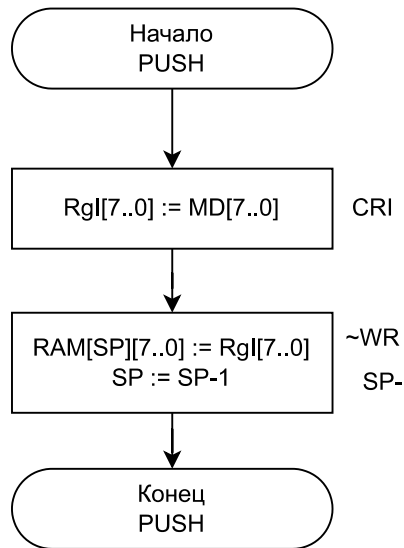 Начало
PUSH
RgI[7..0] := MD[7..0]
CRI
RAM[SP][7..0] := RgI[7..0]
SP := SP-1
~WR
SP-
Конец
PUSH